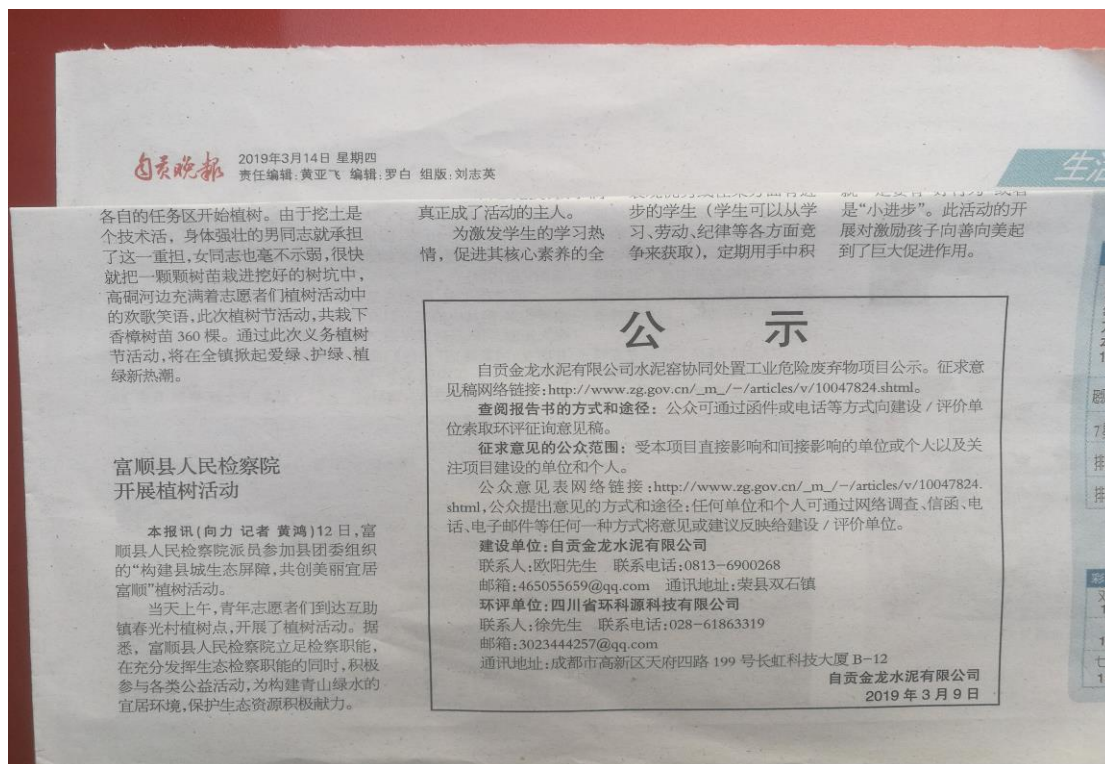 自贡晚报
2019年3月14日 星期四
责任编辑:黄亚飞 编辑:罗白 组版:刘志英
生活
各自的任务区开始植树。由于挖土是
个技术活，身体强壮的男同志就承担
了这一重担,女同志也毫不示弱,很快
就把一颗颗树苗栽进挖好的树坑中,
高硐河边充满着志愿者们植树活动中
的欢歌笑语,此次植树节活动,共栽下
香樟树苗360棵。通过此次义务植树
节活动,将在全镇掀起爱绿、护绿、植
绿新热潮。
富顺县人民检察院
开展植树活动
本报讯(向力 记者 黄鸿)12日,富
顺县人民检察院派员参加县团委组织
的“构建县城生态屏障,共创美丽宜居
富顺”植树活动。
当天上午,青年志愿者们到达互助
镇春光村植树点,开展了植树活动。据
悉，富顺县人民检察院立足检察职能,
在充分发挥生态检察职能的同时,积极
参与各类公益活动,为构建青山绿水的
宜居环境,保护生态资源积极献力。
真正成了活动的主人。
为激发学生的学习热
情，促进其核心素养的全
步的学生（学生可以从学
习、劳动、纪律等各方面竞
争来获取），定期用手中积
是“小进步”。此活动的开
展对激励孩子向善向美起
到了巨大促进作用。
公示
自贡金龙水泥有限公司水泥窑协同处置工业危险废弃物项目公示。征求意
见稿网络链接:http://www.zg.gov.cn/_m_/-/articles/v/10047824.shtml。
查阅报告书的方式和途径：公众可通过函件或电话等方式向建设/评价单
位索取环评征询意见稿。
征求意见的公众范围：受本项目直接影响和间接影响的单位或个人以及关
注项目建设的单位和个人。
公众意见表网络链接:http://www.zg.gov.cn/_m_/-/articles/v/10047824.
shtml,公众提出意见的方式和途径:任何单位和个人可通过网络调查、信函、电
话、电子邮件等任何一种方式将意见或建议反映给建设/评价单位。
建设单位:自贡金龙水泥有限公司
联系人:欧阳先生 联系电话:0813-6900268
邮箱:465055659@qq.com 通讯地址:荣县双石镇
环评单位:四川省环科源科技有限公司
联系人:徐先生 联系电话:028-61863319
邮箱:3023444257@qq.com
通讯地址:成都市高新区天府四路199号长虹科技大厦B-12
自贡金龙水泥有限公司
2019年3月9日